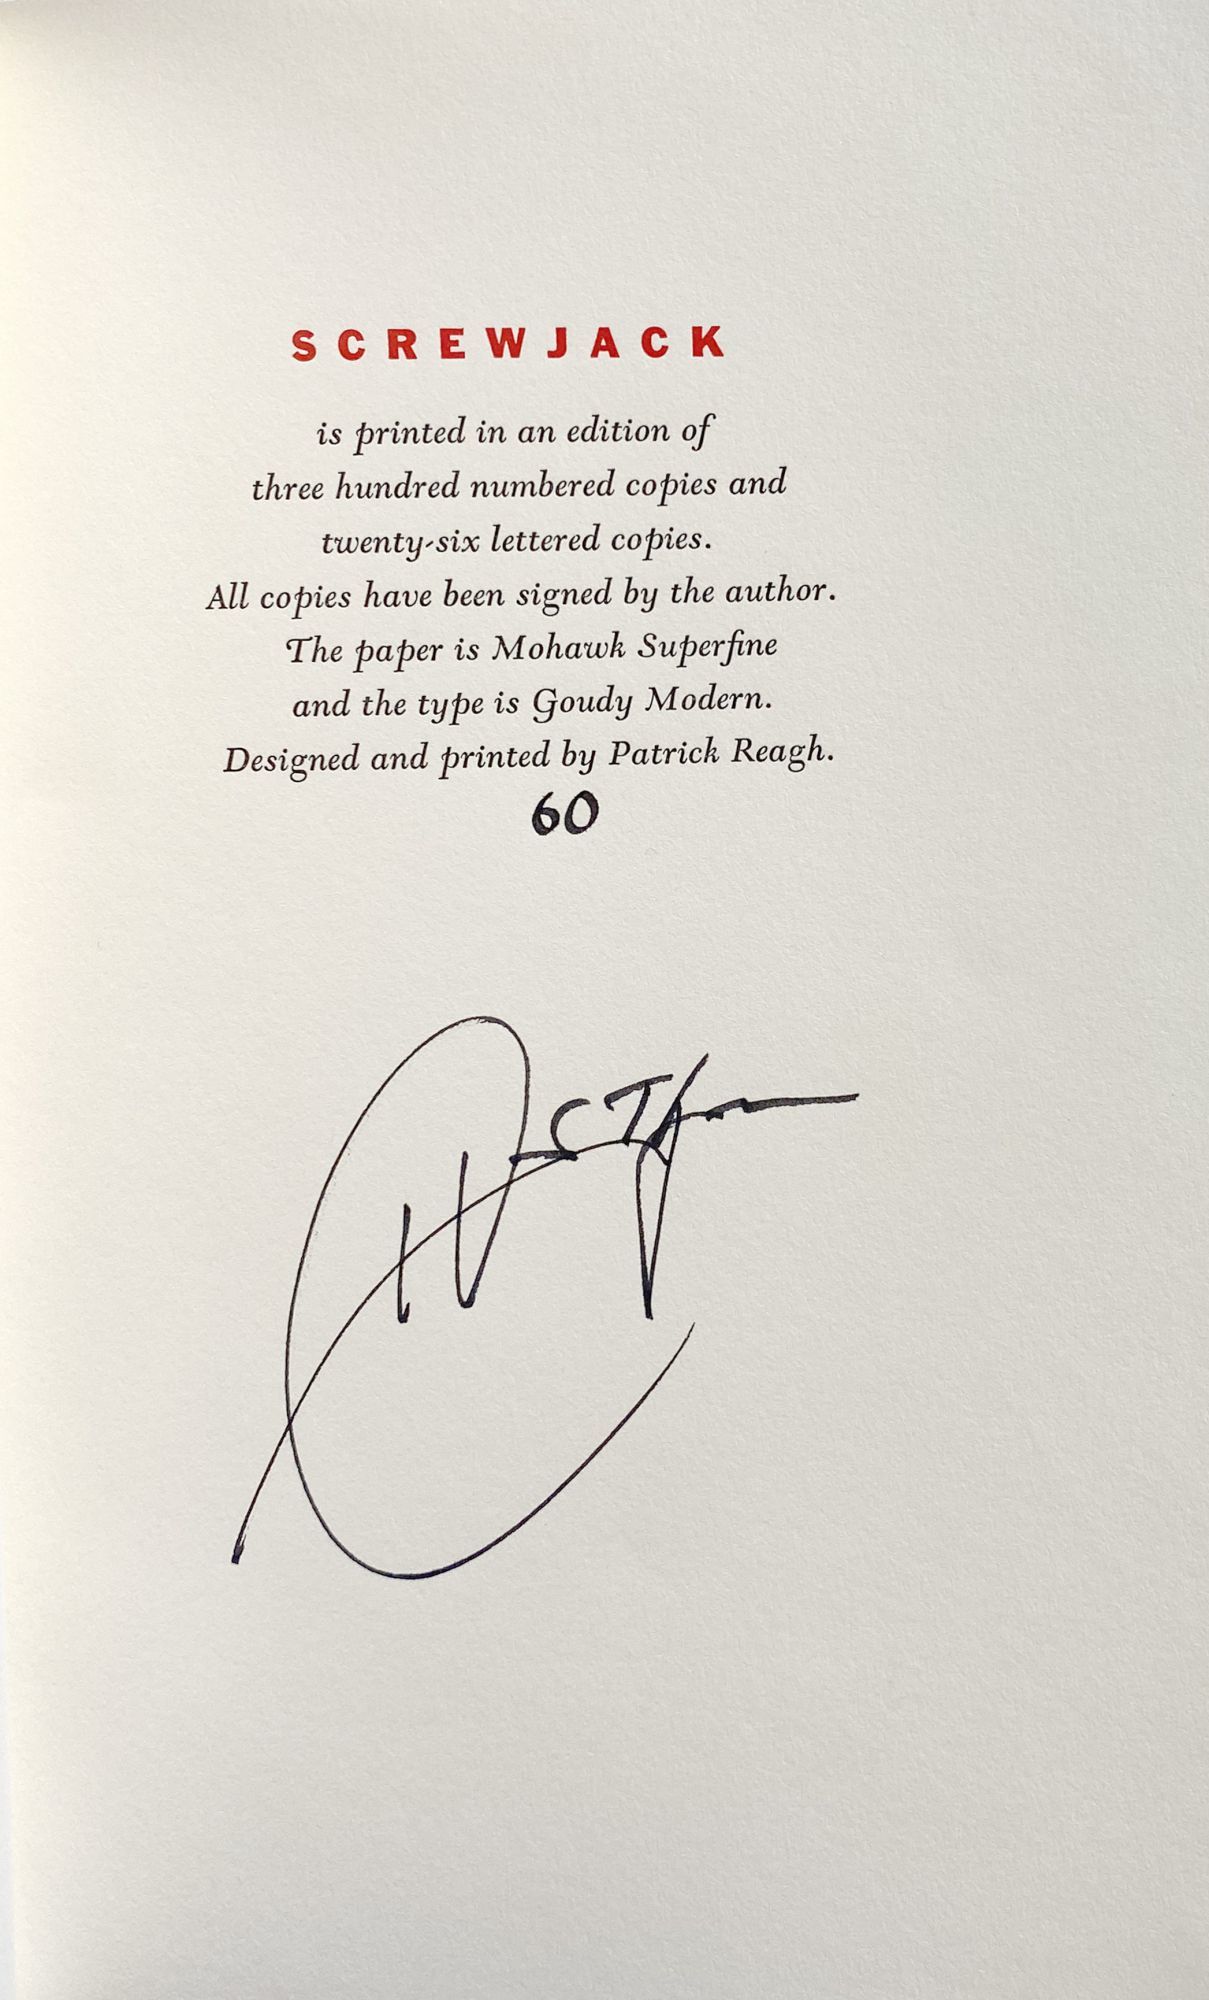 SCREWJACK
is printed in an edition of
three hundred numbered copies and
twenty-six lettered copies.
All copies have been signed by the author.
The paper is Mohawk Superfine
and the type is Goudy Modern.
Designed and printed by Patrick Reagh.
60